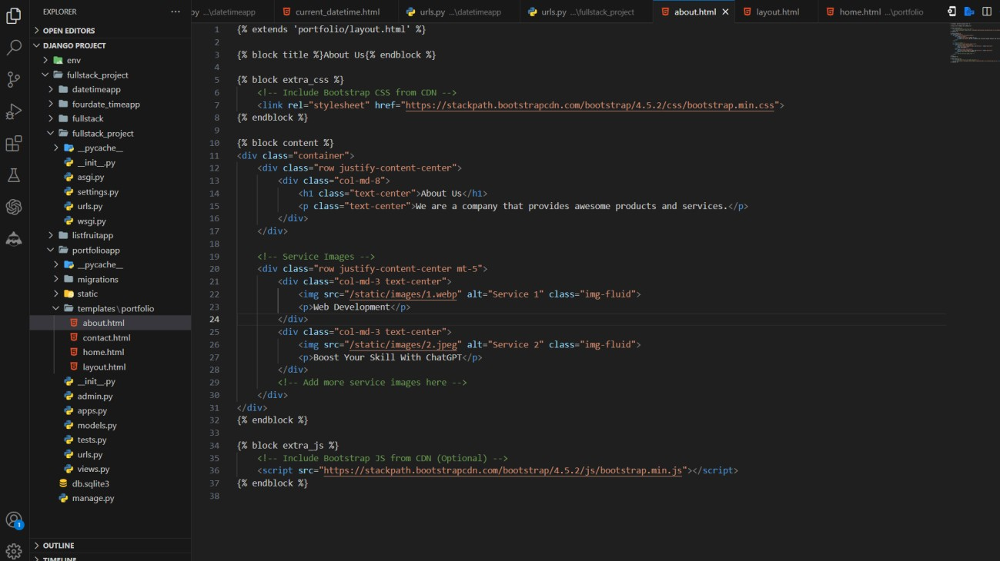 EXPLORER
OPEN EDITORS
DJANGO PROJECT
env
fullstack_project
datetimeapp
fourdate_timeapp
fullstack
fullstack_project
__pycache__
__init__.py
asgi.py
settings.py
urls.py
wsgi.py
listfruitapp
portfolioapp
__pycache__
migrations
static
templates\portfolio
about.html
contact.html
home.html
layout.html
__init__.py
admin.py
apps.py
models.py
tests.py
urls.py
views.py
db.sqlite3
manage.py
OUTLINE
TIMELINE
1
py ...\datetimeapp
current_datetime.html
urls.py ...\datetimeapp
urls.py ...\fullstack_project
about.html
layout.html
home.html ...\portfolio
1 {% extends 'portfolio/layout.html' %}
2
3 {% block title %}About Us{% endblock %}
4
5 {% block extra_css %}
6 <!-- Include Bootstrap CSS from CDN -->
7 <link rel="stylesheet" href="https://stackpath.bootstrapcdn.com/bootstrap/4.5.2/css/bootstrap.min.css">
8 {% endblock %}
9
10 {% block content %}
11 <div class="container">
12 <div class="row justify-content-center">
13 <div class="col-md-8">
14 <h1 class="text-center">About Us</h1>
15 <p class="text-center">We are a company that provides awesome products and services.</p>
16 </div>
17 </div>
18
19 <!-- Service Images -->
20 <div class="row justify-content-center mt-5">
21 <div class="col-md-3 text-center">
22 <img src="/static/images/1.webp" alt="Service 1" class="img-fluid">
23 <p>Web Development</p>
24 </div>
25 <div class="col-md-3 text-center">
26 <img src="/static/images/2.jpeg" alt="Service 2" class="img-fluid">
27 <p>Boost Your Skill With ChatGPT</p>
28 </div>
29 <!-- Add more service images here -->
30 </div>
31 </div>
32 {% endblock %}
33
34 {% block extra_js %}
35 <!-- Include Bootstrap JS from CDN (Optional) -->
36 <script src="https://stackpath.bootstrapcdn.com/bootstrap/4.5.2/js/bootstrap.min.js"></script>
37 {% endblock %}
38